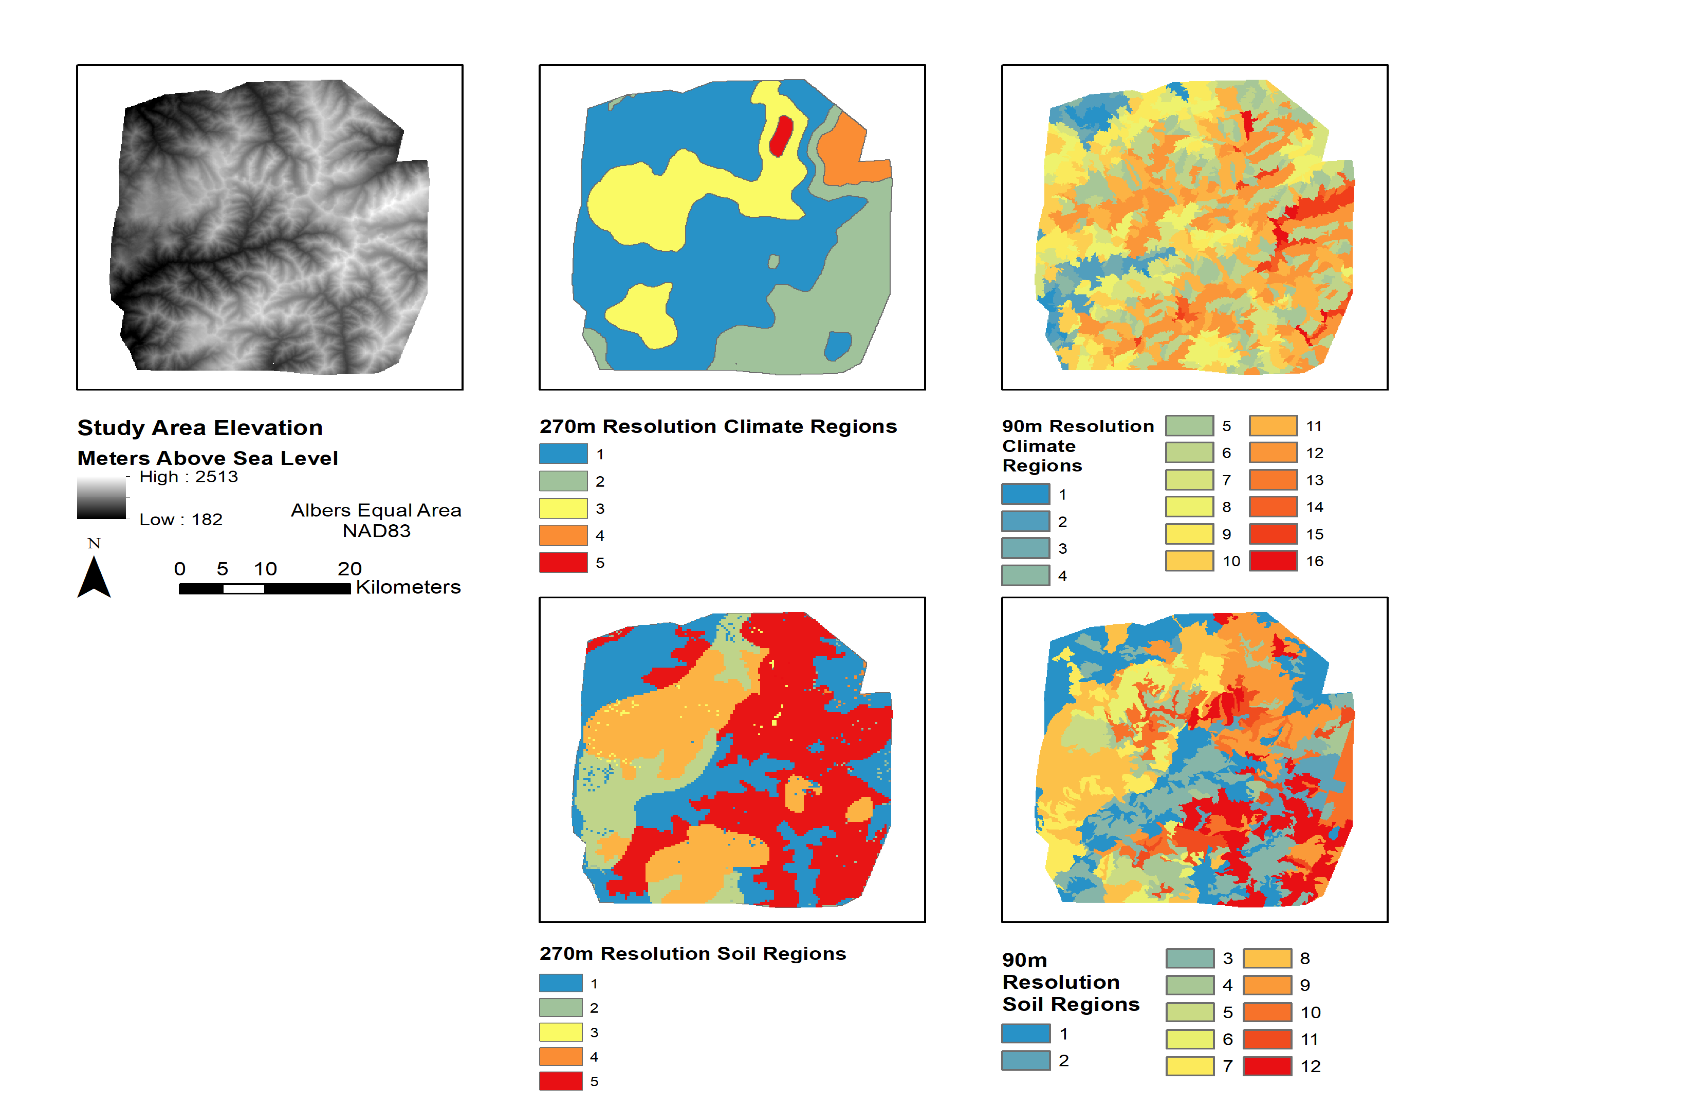 Study Area Elevation
Meters Above Sea Level
High : 2513
Low : 182
Albers Equal Area
NAD83
N
0 5 10 20
Kilometers
270m Resolution Climate Regions
1
2
3
4
5
90m Resolution
Climate
Regions
1
2
3
4
5
6
7
8
9
10
11
12
13
14
15
16
270m Resolution Soil Regions
1
2
3
4
5
90m
Resolution
Soil Regions
1
2
3
4
5
6
7
8
9
10
11
12